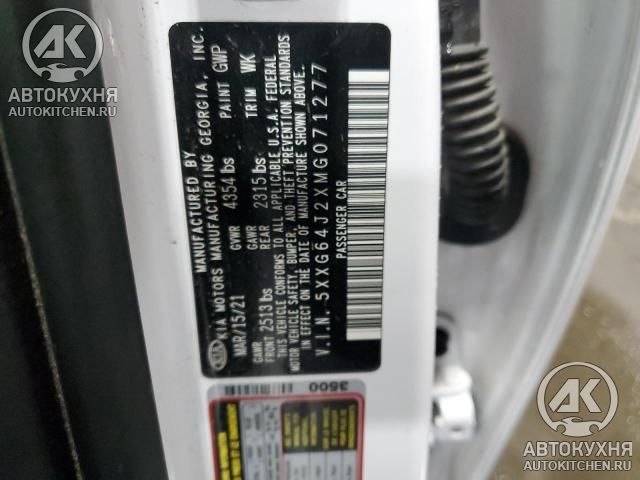 AK
АВТОКУХНЯ
AUTOKITCHEN.RU
MANUFACTURED BY
KIA MOTORS MANUFACTURING GEORGIA, INC.
MAR/15/21 GVWR 4354 lbs PAINT GWP
GAWR FRONT 2513 lbs GAWR REAR 2315 lbs TRIM WK
THIS VEHICLE CONFORMS TO ALL APPLICABLE U.S.A. FEDERAL
MOTOR VEHICLE SAFETY, BUMPER, AND THEFT PREVENTION STANDARDS
IN EFFECT ON THE DATE OF MANUFACTURE SHOWN ABOVE.
V.I.N. 5XXG64J2XMG071277
PASSENGER CAR
3500
AK
АВТОКУХНЯ
AUTOKITCHEN.RU